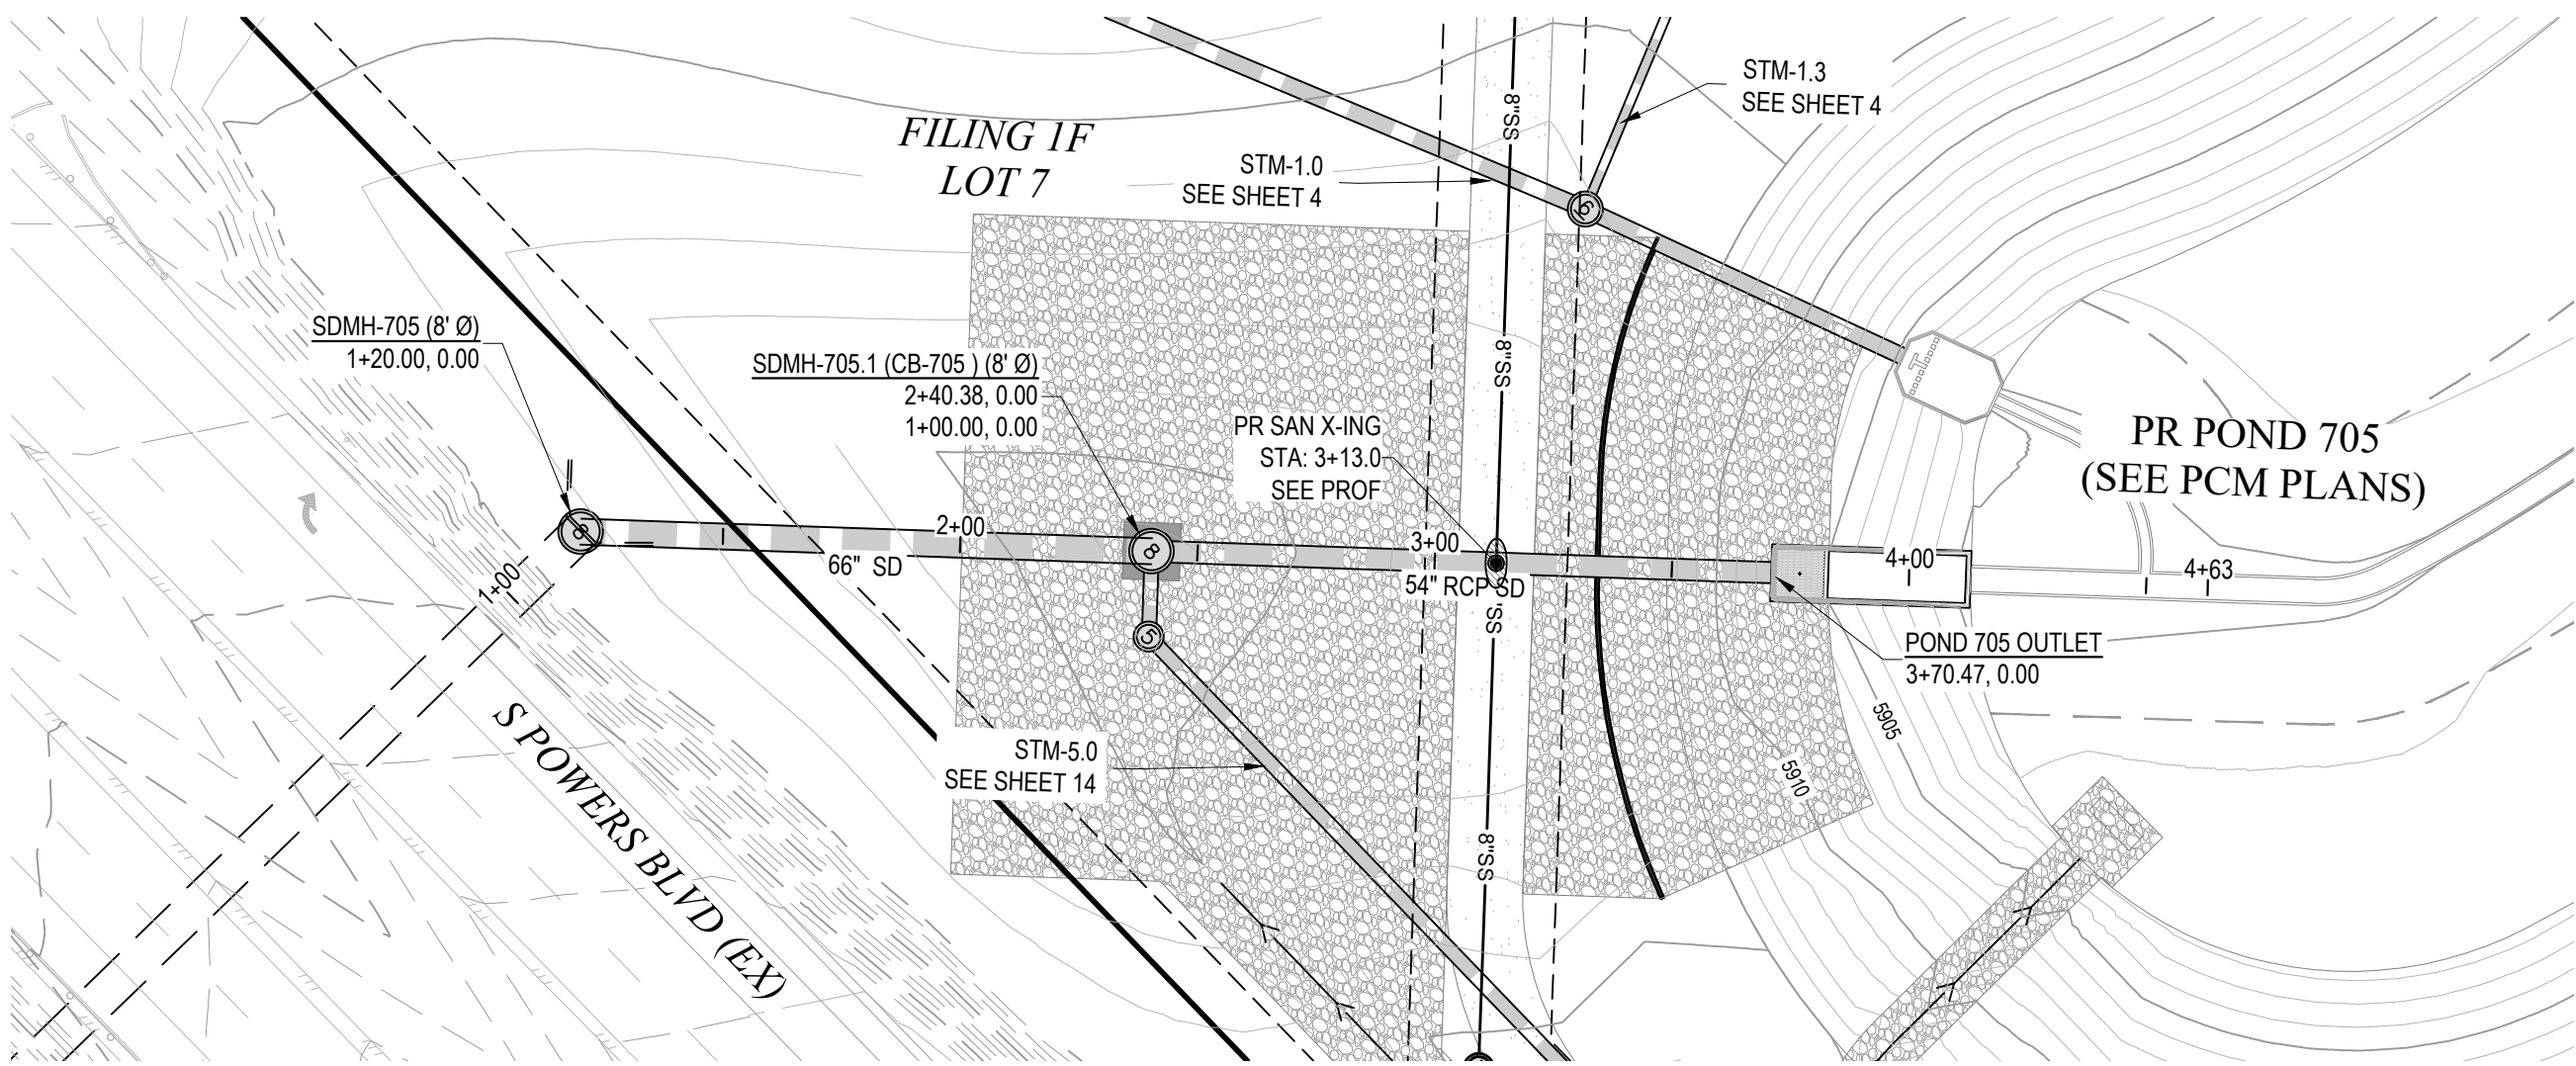 STM-1.3
SEE SHEET 4
FILING 1F
LOT 7
8"SS
STM-1.0
SEE SHEET 4
6
SDMH-705 (8' Ø)
1+20.00, 0.00
SDMH-705.1 (CB-705 ) (8' Ø)
2+40.38, 0.00
1+00.00, 0.00
8"SS
PR SAN X-ING
STA: 3+13.0
SEE PROF
PR POND 705
(SEE PCM PLANS)
8
2+00
8
3+00
4+00
4+63
66" SD
54" RCP SD
1+00
SS
5
POND 705 OUTLET
3+70.47, 0.00
5905
STM-5.0
SEE SHEET 14
5910
S POWERS BLVD (EX)
8"SS